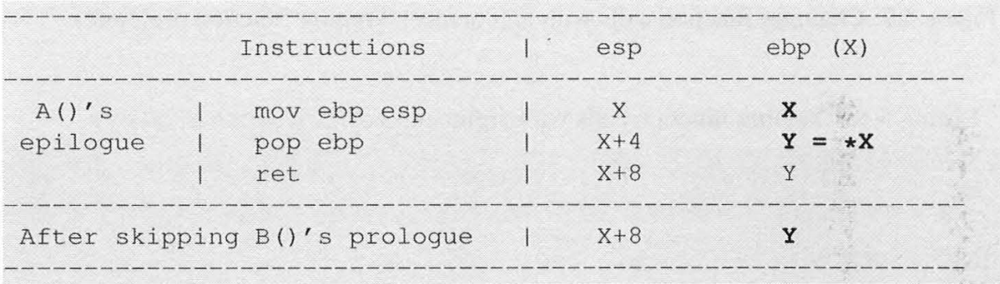 Instructions | esp ebp (X)
A()'s | mov ebp esp | X X
epilogue | pop ebp | X+4 Y = *X
| ret | X+8 Y
After skipping B()'s prologue | X+8 Y